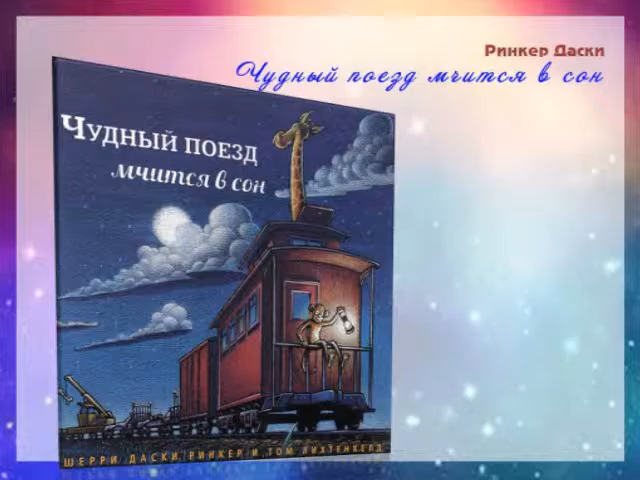 Ринкер Даски
Чудный поезд мчится в сон
ЧУДНЫЙ ПОЕЗД
мчится в сон
ШЕРРИ ДАСКИ РИНКЕР И ТОМ ЛИХТЕНХЕЛД